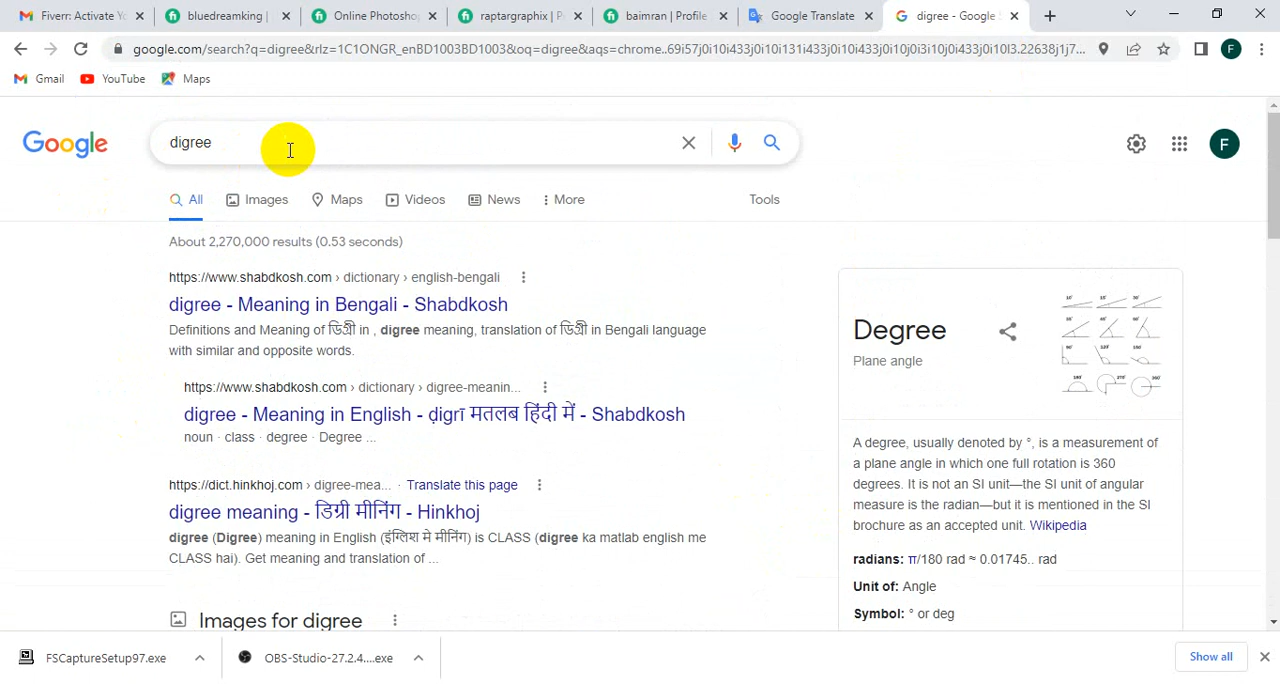 Fiverr: Activate Y
bluedreamking |
Online Photosho
raptargraphix | P
baimran | Profile
Google Translate
digree - Google S
google.com/search?q=digree&rlz=1C1ONGR_enBD1003BD1003&oq=digree&aqs=chrome..69i57j0i10i433j0i10i131i433j0i10i433j0i10j0i3i10j0i433j0i10l3.22638j1j7...
F
Gmail
YouTube
Maps
Google
digree
F
All
Images
Maps
Videos
News
More
Tools
About 2,270,000 results (0.53 seconds)
https://www.shabdkosh.com › dictionary › english-bengali
digree - Meaning in Bengali - Shabdkosh
Definitions and Meaning of ডিগ্রী in , digree meaning, translation of ডিগ্রী in Bengali language
with similar and opposite words.
https://www.shabdkosh.com › dictionary › digree-meanin...
digree - Meaning in English - ḍigrī मतलब हिंदी में - Shabdkosh
noun · class · degree · Degree ...
https://dict.hinkhoj.com › digree-mea... · Translate this page
digree meaning - डिग्री मीनिंग - Hinkhoj
digree (Digree) meaning in English (इंग्लिश मे मीनिंग) is CLASS (digree ka matlab english me
CLASS hai). Get meaning and translation of ...
Images for digree
Degree
Plane angle
A degree, usually denoted by °, is a measurement of
a plane angle in which one full rotation is 360
degrees. It is not an SI unit—the SI unit of angular
measure is the radian—but it is mentioned in the SI
brochure as an accepted unit. Wikipedia
radians: π/180 rad ≈ 0.01745.. rad
Unit of: Angle
Symbol: ° or deg
FSCaptureSetup97.exe
OBS-Studio-27.2.4....exe
Show all